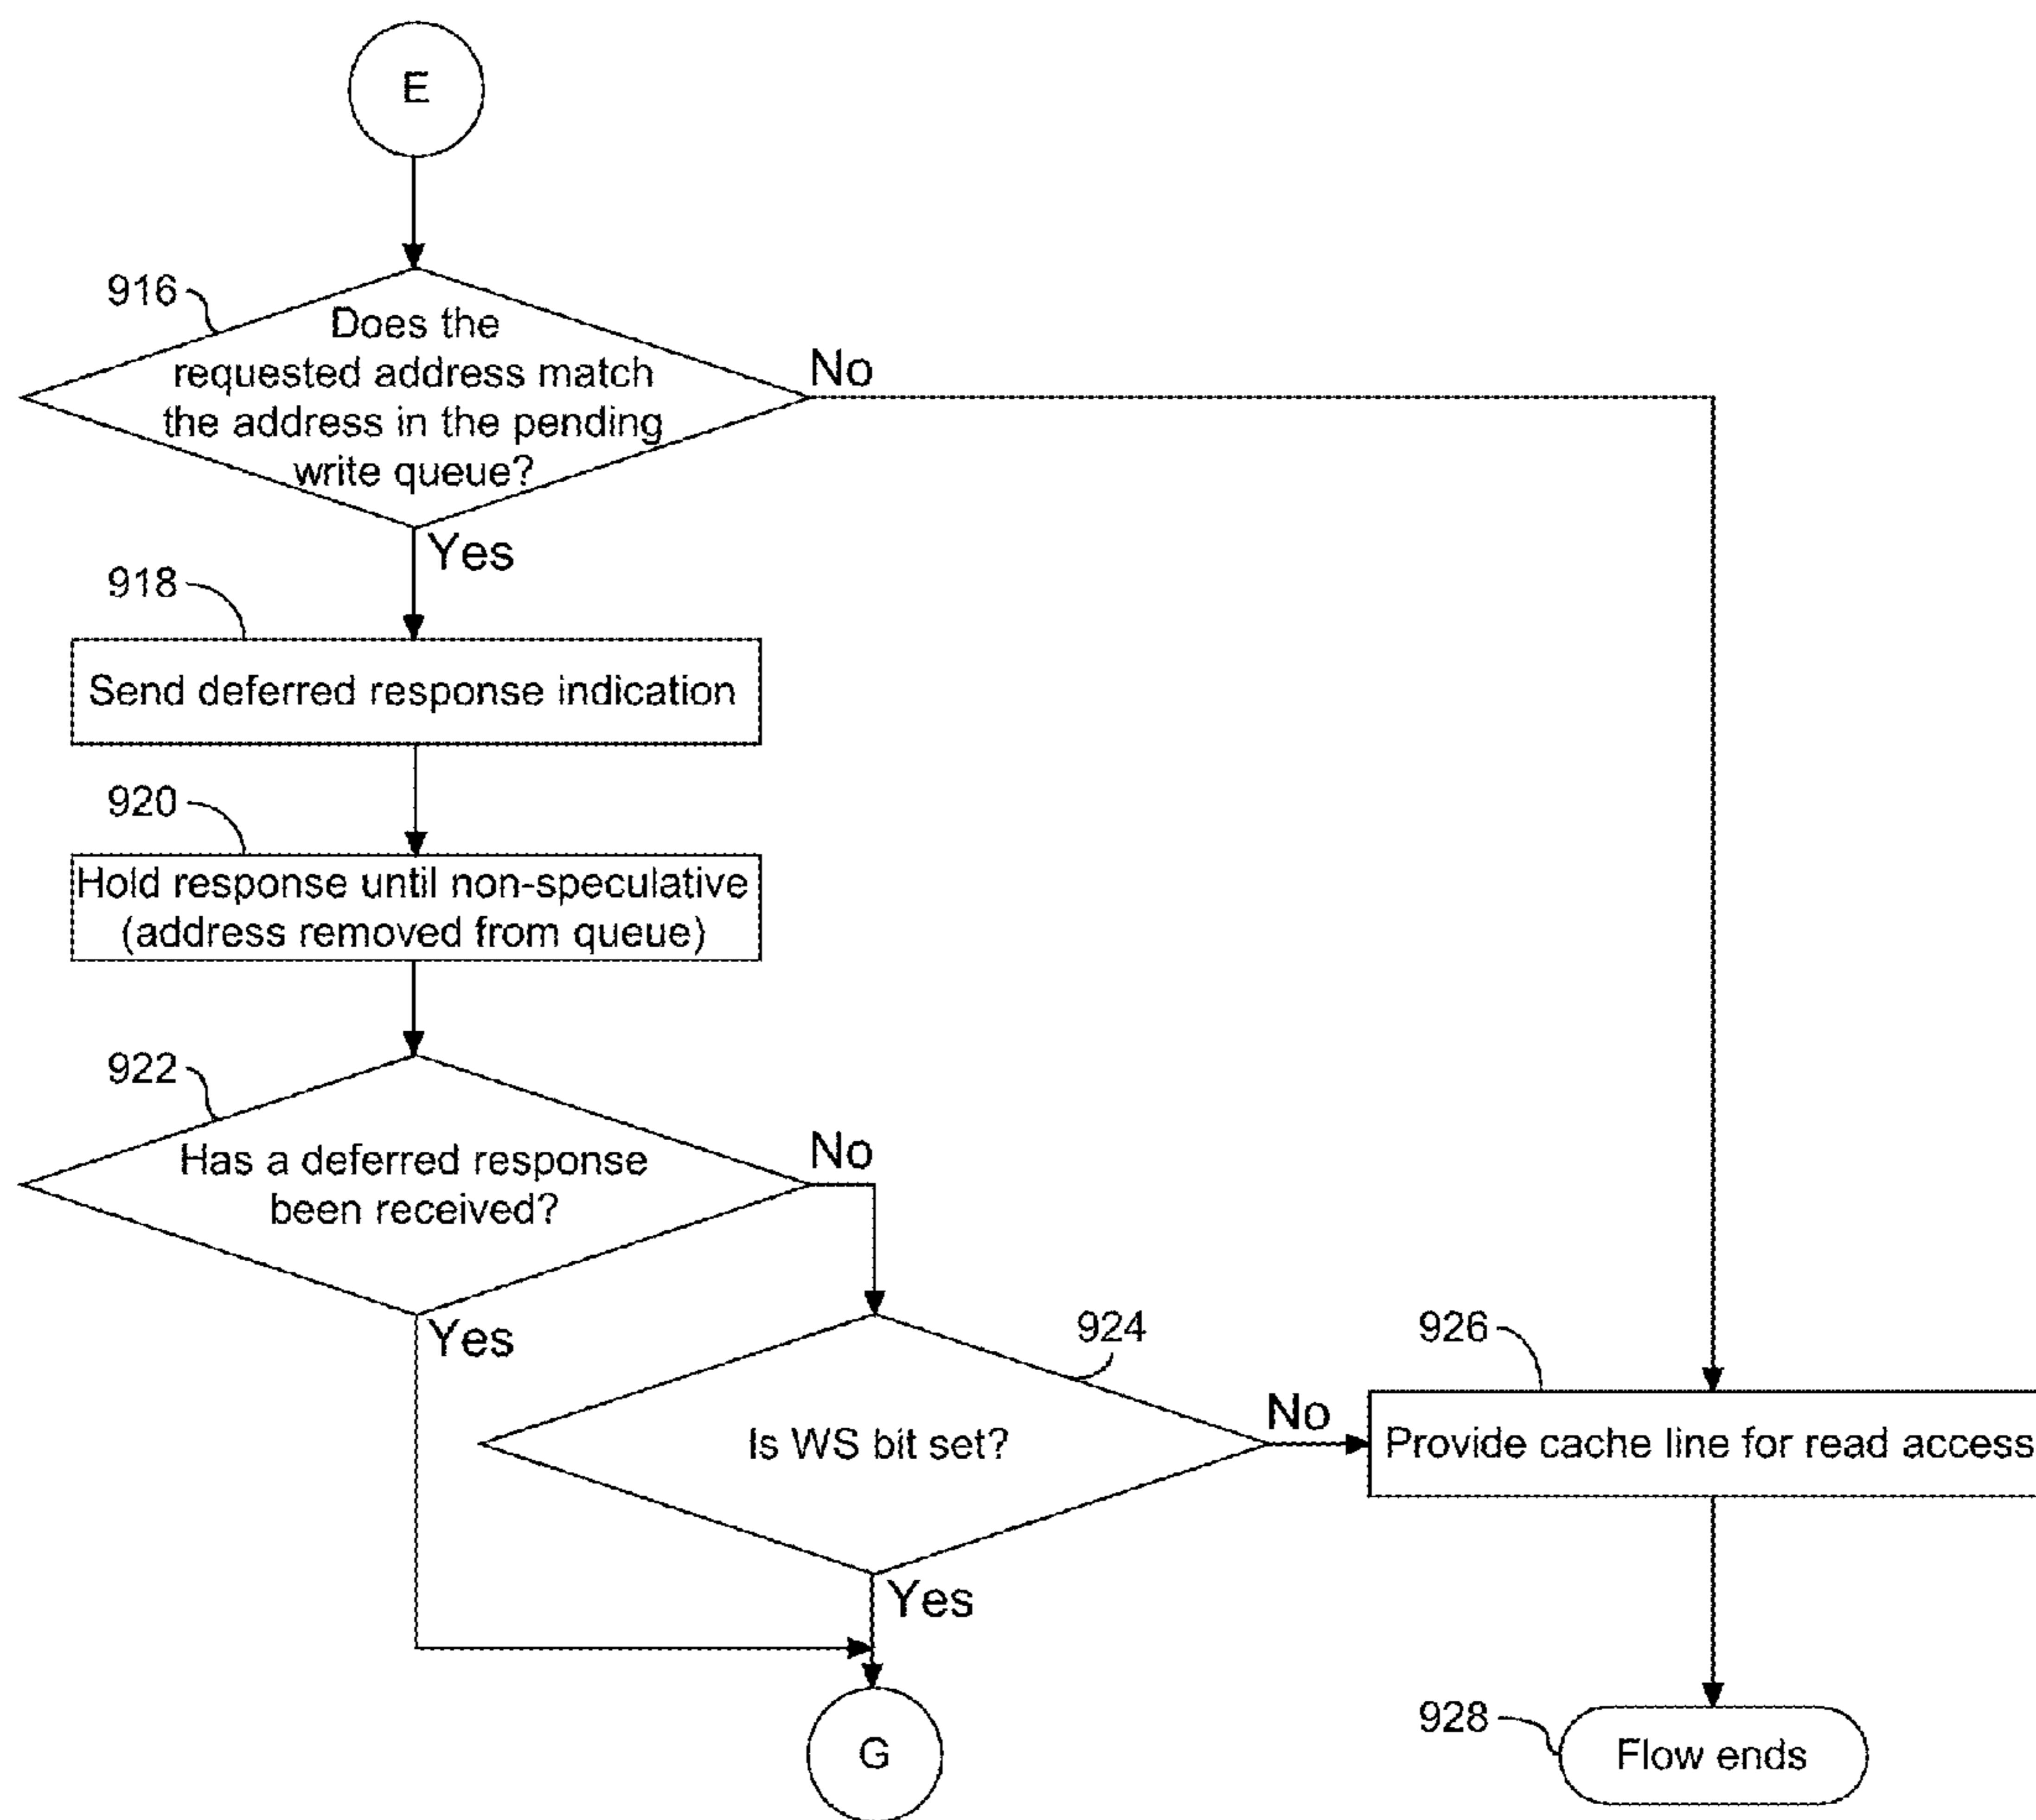 E
916
Does the
requested address match
the address in the pending
write queue?
No
Yes
918
Send deferred response indication
920
Hold response until non-speculative
(address removed from queue)
922
Has a deferred response
been received?
No
Yes
924
Is WS bit set?
No
Yes
926
Provide cache line for read access
G
928
Flow ends